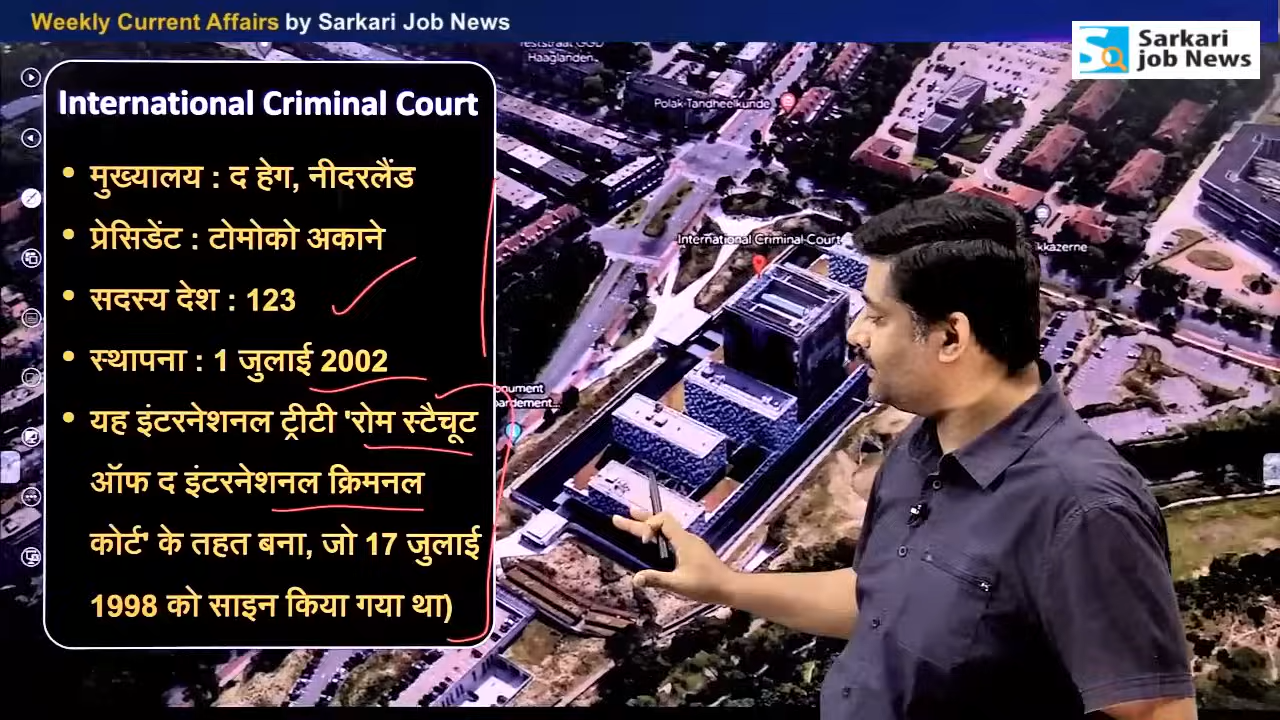 Weekly Current Affairs by Sarkari Job News
Sarkari
Job News
Haaglanden..
Polak Tandheelkunde
International Criminal Court
kkazerne
International Criminal Court
• मुख्यालय : द हेग, नीदरलैंड
• प्रेसिडेंट : टोमोको अकाने
• सदस्य देश : 123
• स्थापना : 1 जुलाई 2002
• यह इंटरनेशनल ट्रीटी 'रोम स्टैचूट
ऑफ द इंटरनेशनल क्रिमनल
कोर्ट' के तहत बना, जो 17 जुलाई
1998 को साइन किया गया था)